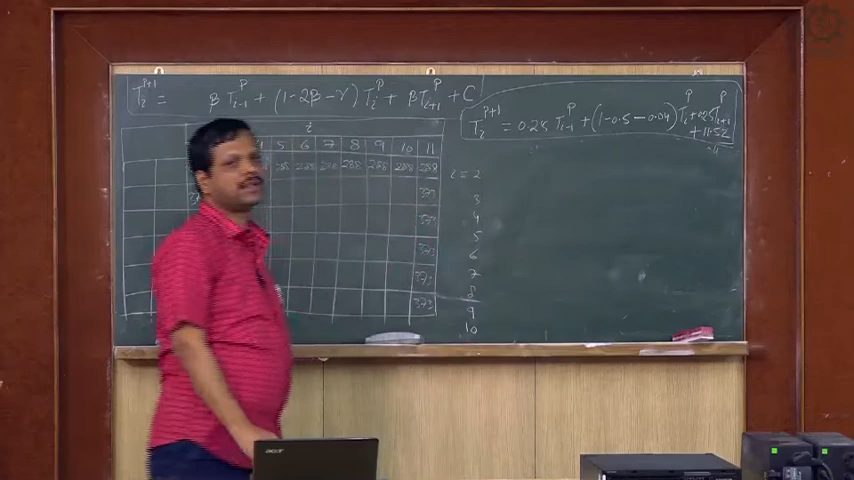 T_i^{p+1} = β T_{i-1}^p + (1-2β-γ) T_i^p + β T_{i+1}^p + C
T_i^{p+1} = 0.25 T_{i-1}^p + (1-0.5-0.04) T_i^p + 0.25 T_{i+1}^p
+ 11.52
i
5 6 7 8 9 10 11
288 288 288 288 288 288 288
i = 2
3
373
4
373
5
373
6
373
7
8
373
9
10
acer